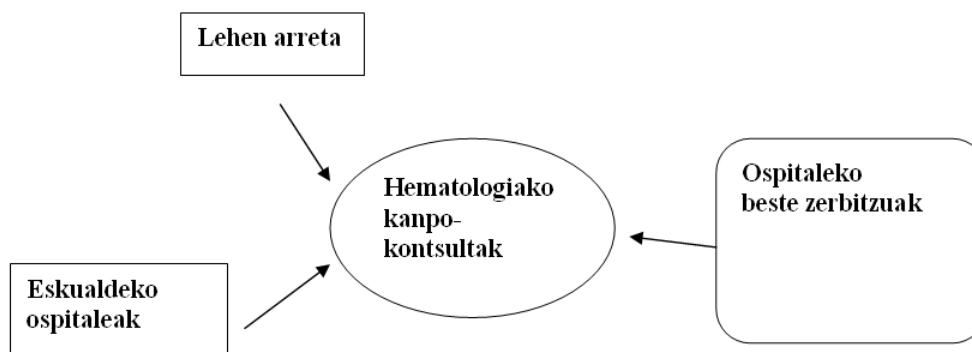 Lehen arreta
Hematologiako
kanpo-
kontsultak
Ospitaleko
beste zerbitzuak
Eskualdeko
ospitaleak